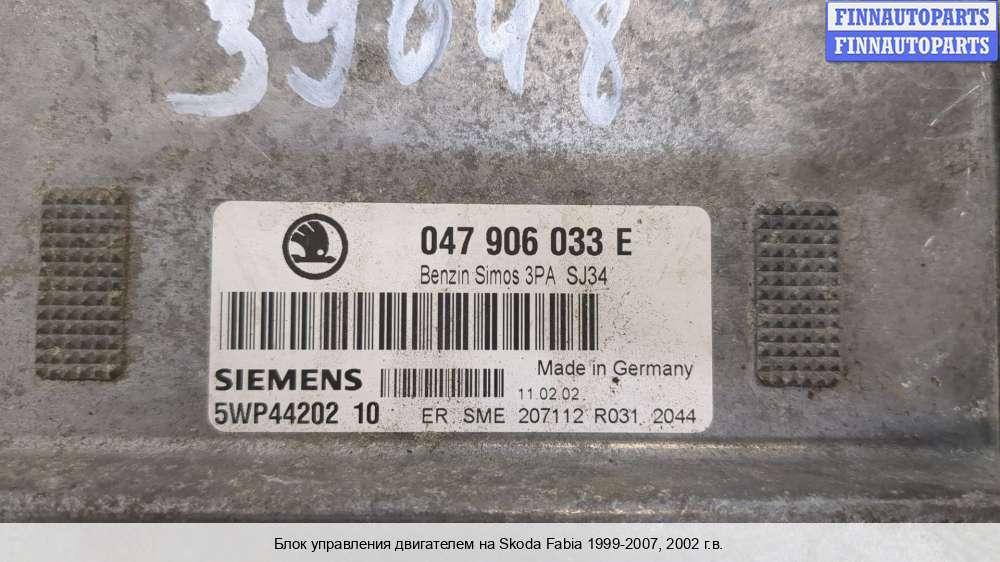 FINNAUTOPARTS
FINNAUTOPARTS
39648
047 906 033 E
Benzin Simos 3PA SJ34
SIEMENS
Made in Germany
11.02.02
5WP44202 10
ER SME 207112 R031 2044
Блок управления двигателем на Skoda Fabia 1999-2007, 2002 г.в.